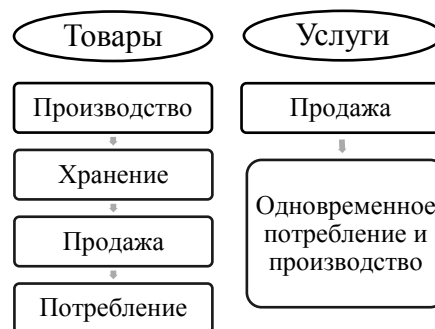 Товары
Производство
Хранение
Продажа
Потребление
Услуги
Продажа
Одновременное
потребление и
производство